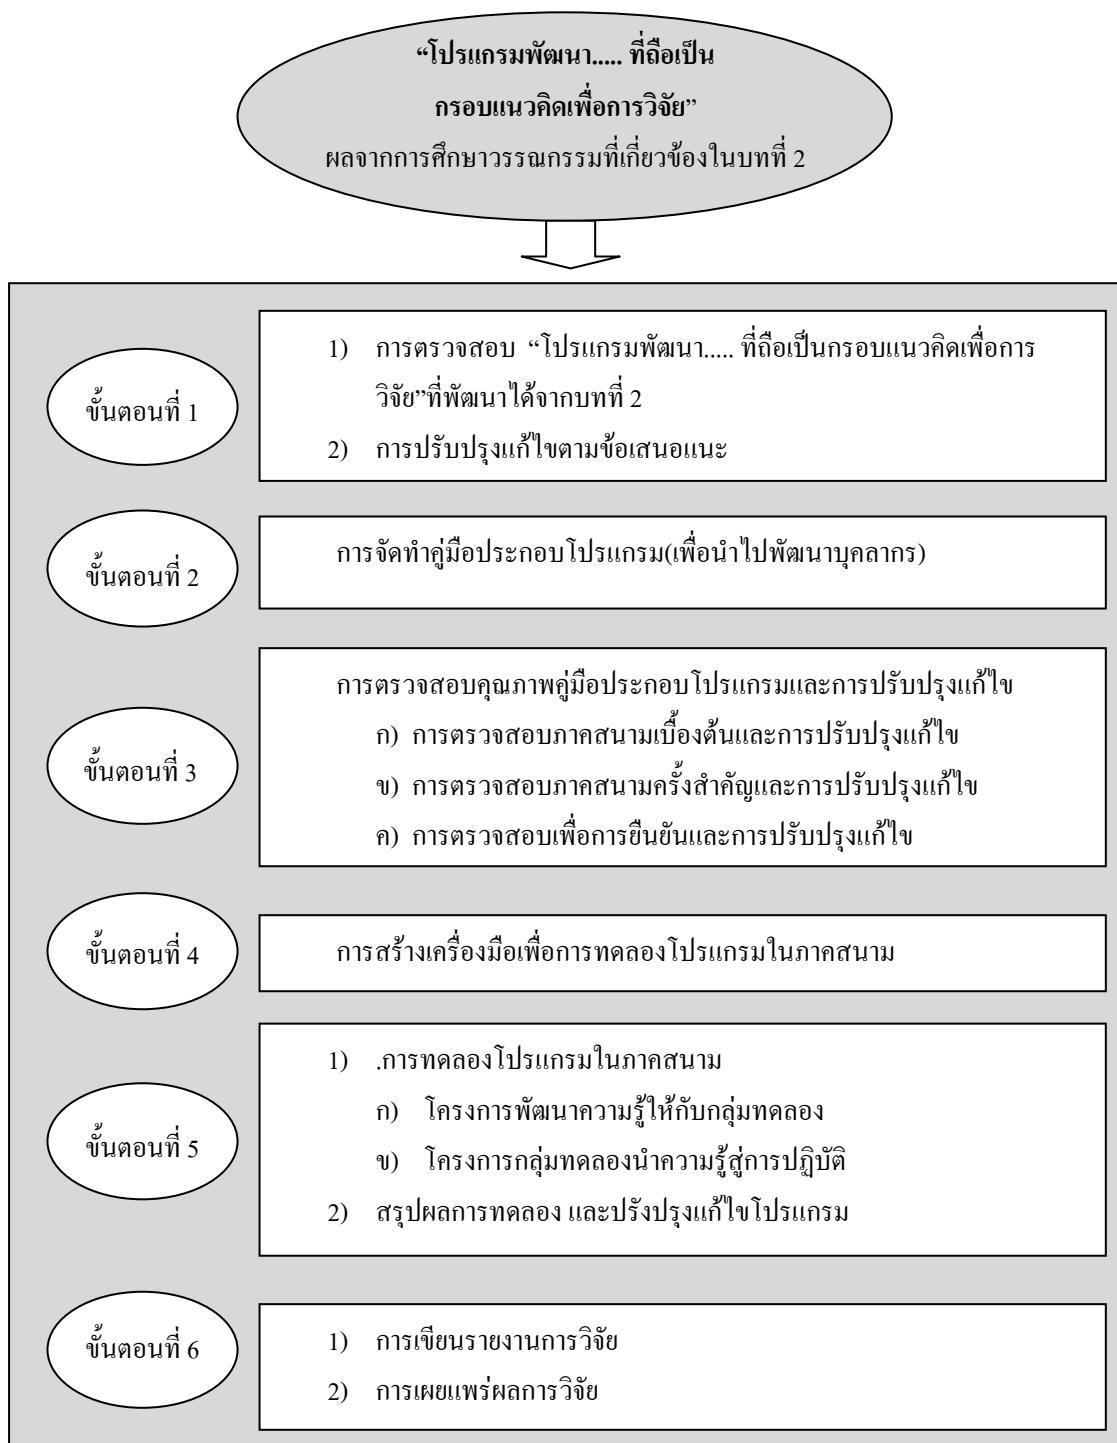 “โปรแกรมพัฒนา..... ที่ถือเป็น
กรอบแนวคิดเพื่อการวิจัย”
ผลจากการศึกษาวรรณกรรมที่เกี่ยวข้องในบทที่ 2
ขั้นตอนที่ 1
1) การตรวจสอบ “โปรแกรมพัฒนา..... ที่ถือเป็นกรอบแนวคิดเพื่อการ
วิจัย”ที่พัฒนาได้จากบทที่ 2
2) การปรับปรุงแก้ไขตามข้อเสนอแนะ
ขั้นตอนที่ 2
การจัดทำคู่มือประกอบโปรแกรม(เพื่อนำไปพัฒนาบุคลากร)
ขั้นตอนที่ 3
การตรวจสอบคุณภาพคู่มือประกอบโปรแกรมและการปรับปรุงแก้ไข
ก) การตรวจสอบภาคสนามเบื้องต้นและการปรับปรุงแก้ไข
ข) การตรวจสอบภาคสนามครั้งสำคัญและการปรับปรุงแก้ไข
ค) การตรวจสอบเพื่อการยืนยันและการปรับปรุงแก้ไข
ขั้นตอนที่ 4
การสร้างเครื่องมือเพื่อการทดลองโปรแกรมในภาคสนาม
ขั้นตอนที่ 5
1) .การทดลองโปรแกรมในภาคสนาม
ก) โครงการพัฒนาความรู้ให้กับกลุ่มทดลอง
ข) โครงการกลุ่มทดลองนำความรู้สู่การปฏิบัติ
2) สรุปผลการทดลอง และปรังปรุงแก้ไขโปรแกรม
ขั้นตอนที่ 6
1) การเขียนรายงานการวิจัย
2) การเผยแพร่ผลการวิจัย